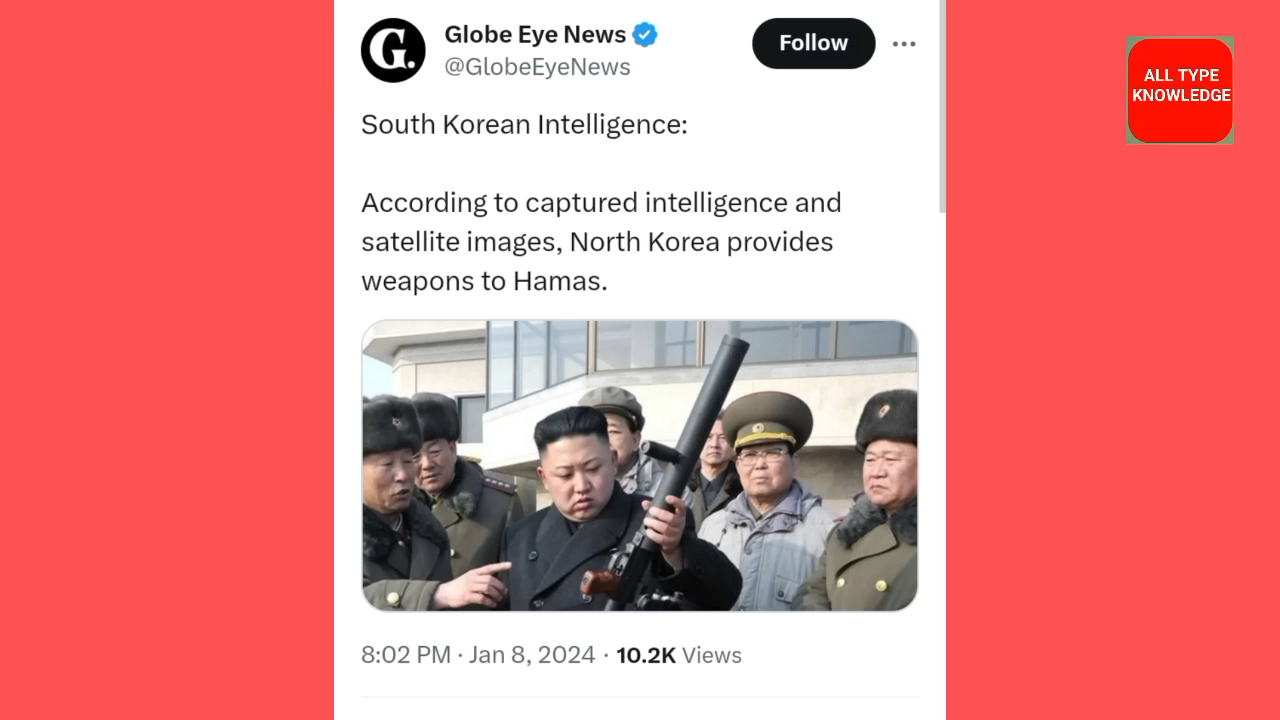 G.
Globe Eye News
@GlobeEyeNews
Follow
ALL TYPE
KNOWLEDGE
South Korean Intelligence:
According to captured intelligence and
satellite images, North Korea provides
weapons to Hamas.
8:02 PM · Jan 8, 2024 · 10.2K Views